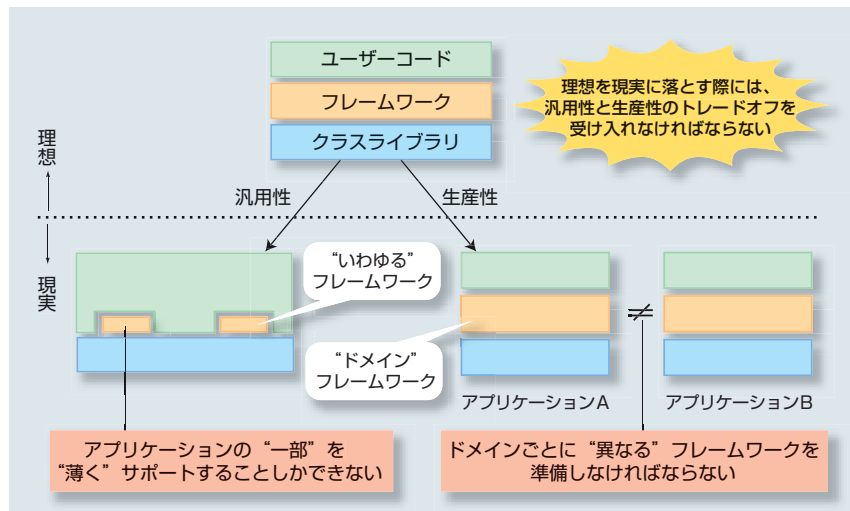 ユーザーコード
フレームワーク
クラスライブラリ
理想を現実に落とす際には、
汎用性と生産性のトレードオフを
受け入れなければならない
理想
汎用性
生産性
現実
“いわゆる”
フレームワーク
“ドメイン”
フレームワーク
≠
アプリケーションA
アプリケーションB
アプリケーションの“一部”を
“薄く”サポートすることしかできない
ドメインごとに“異なる”フレームワークを
準備しなければならない